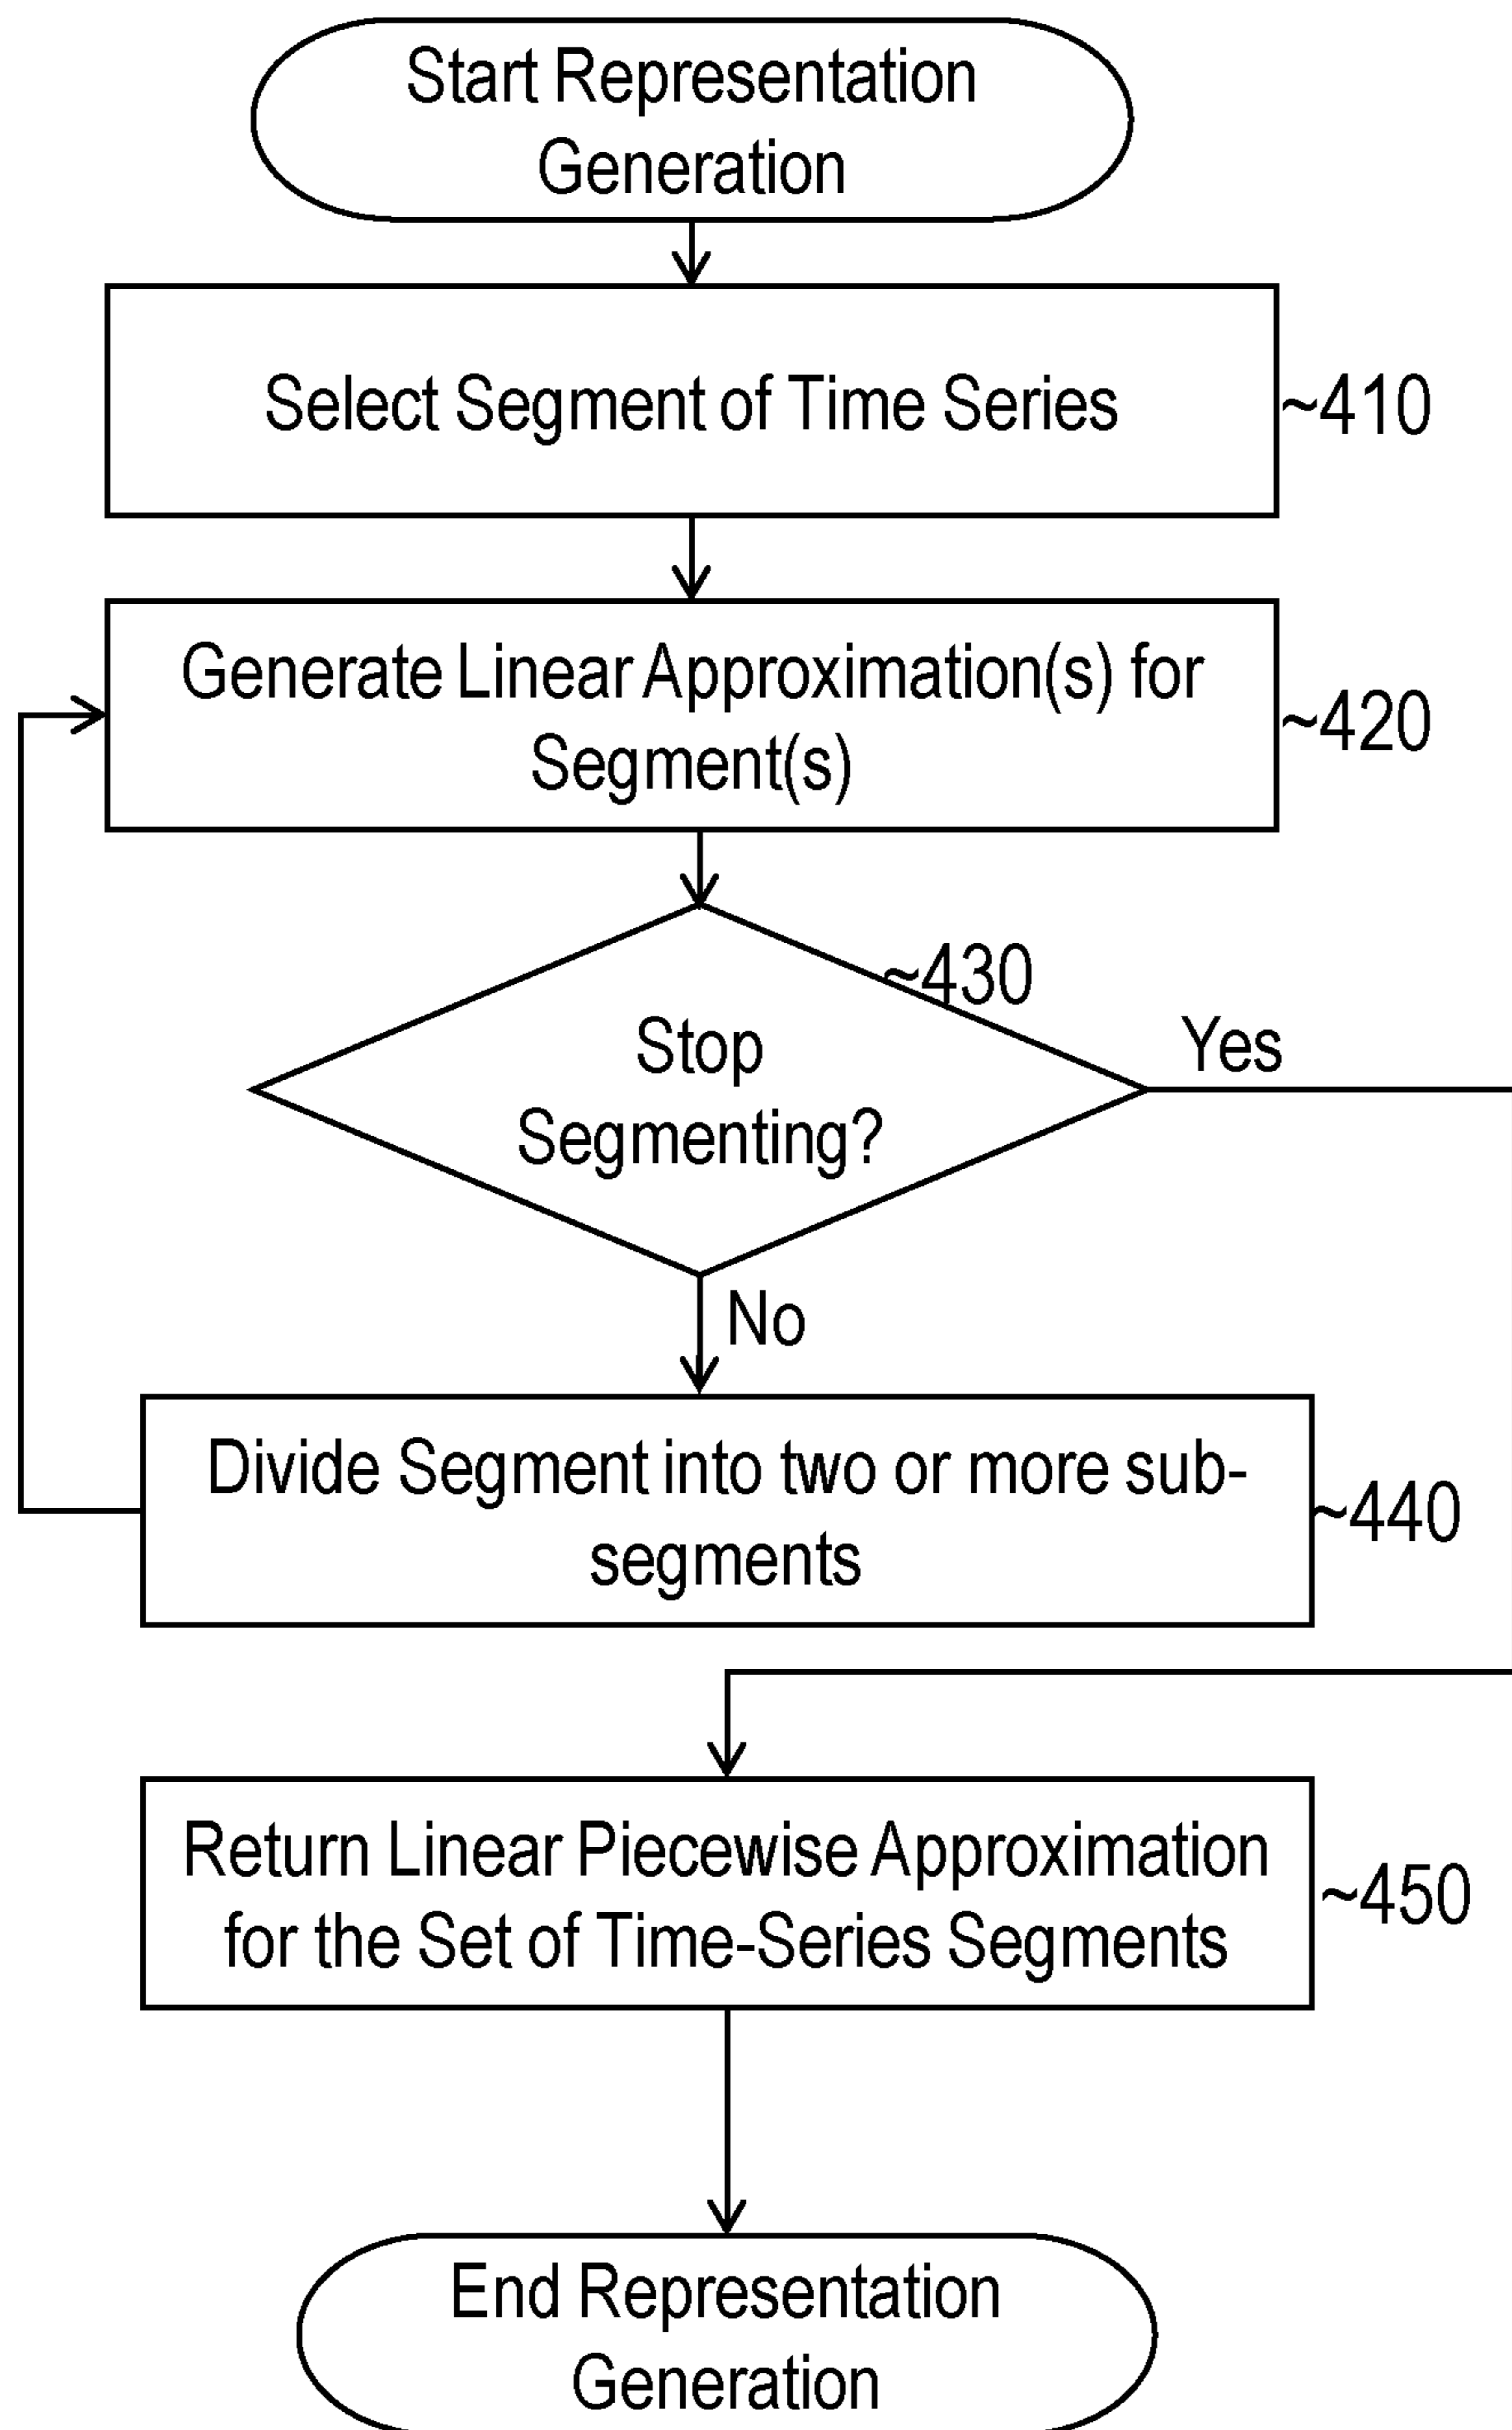 Start Representation
Generation
Select Segment of Time Series
~410
Generate Linear Approximation(s) for
Segment(s)
~420
~430
Stop
Segmenting?
Yes
No
Divide Segment into two or more sub-
segments
~440
Return Linear Piecewise Approximation
for the Set of Time-Series Segments
~450
End Representation
Generation